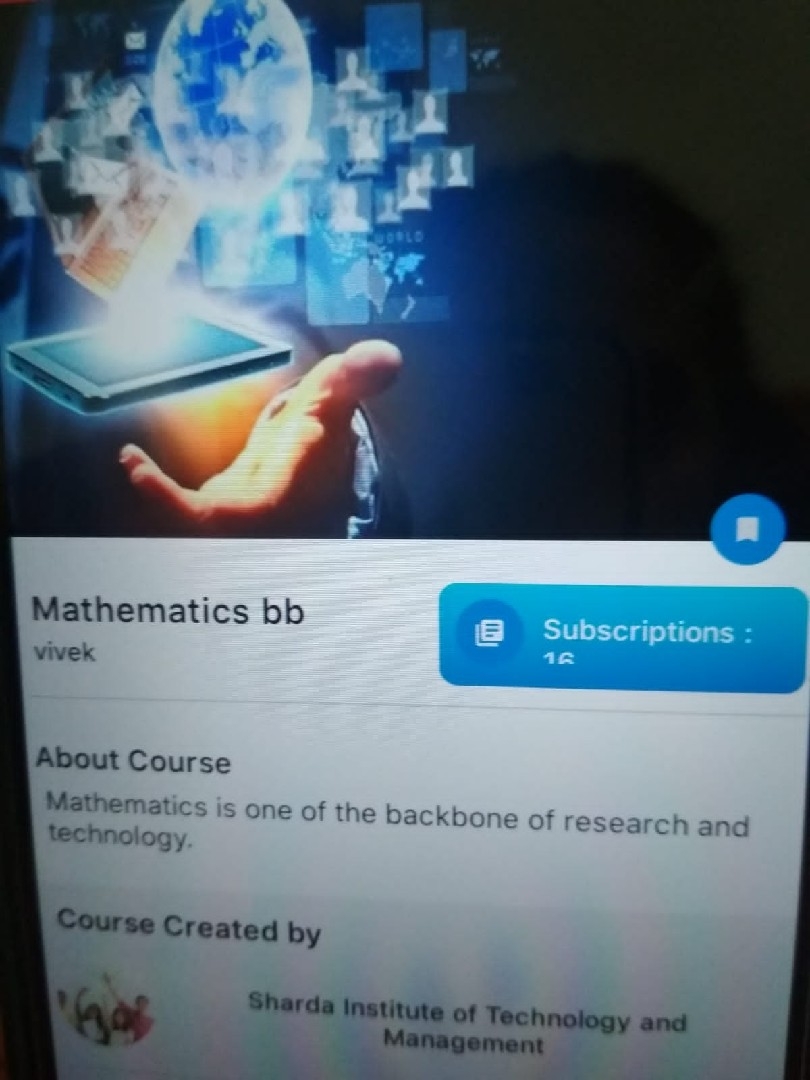 WORLD
Mathematics bb
vivek
Subscriptions :
16
About Course
Mathematics is one of the backbone of research and
technology.
Course Created by
Sharda Institute of Technology and
Management